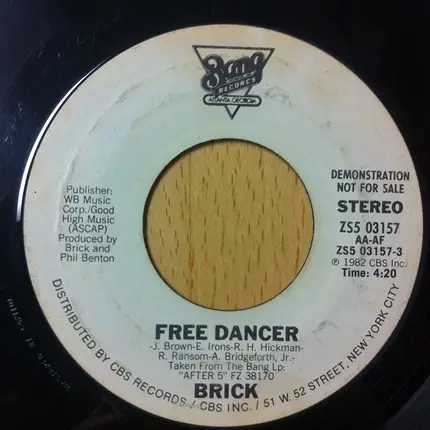 Bang
RECORDS
ATLANTA, GEORGIA
DEMONSTRATION
NOT FOR SALE
STEREO
ZS5 03157
AA-AF
ZS5 03157-3
℗ 1982 CBS Inc.
Time: 4:20
Publisher:
WB Music
Corp./Good
High Music
(ASCAP)
Produced by
Brick and
Phil Benton
FREE DANCER
-J. Brown-E. Irons-R. H. Hickman-
R. Ransom-A. Bridgeforth, Jr.-
Taken From The Bang Lp:
"AFTER 5" FZ 38170
BRICK
DISTRIBUTED BY CBS RECORDS / CBS INC. / 51 W. 52 STREET, NEW YORK CITY